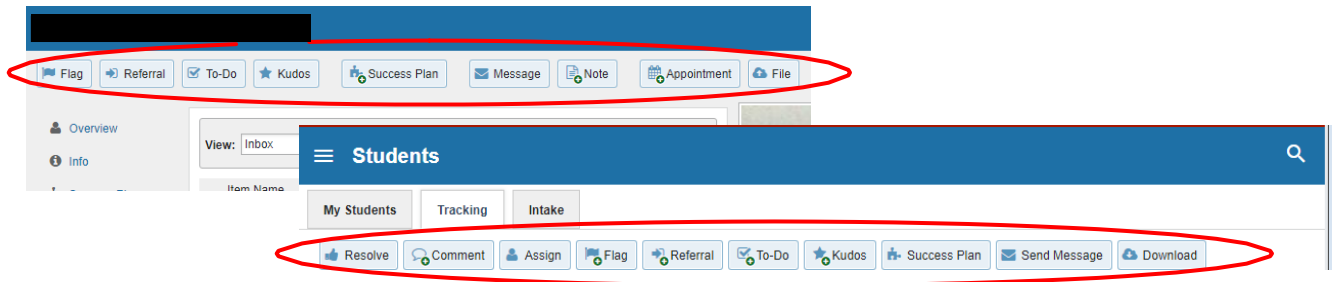 Flag Referral To-Do Kudos Success Plan Message Note Appointment File
Overview
View: Inbox
Info
Item Name
Students
My Students Tracking Intake
Resolve Comment Assign Flag Referral To-Do Kudos Success Plan Send Message Download